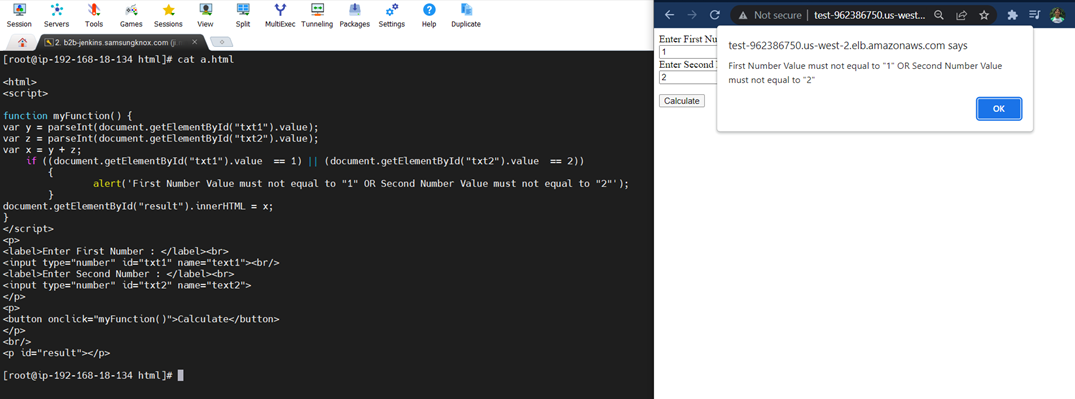 Session Servers Tools Games Sessions View Split MultiExec Tunneling Packages Settings Help Duplicate
2. b2b-jenkins.samsungknox.com
[root@ip-192-168-18-134 html]# cat a.html
<html>
<script>
function myFunction() {
var y = parseInt(document.getElementById("txt1").value);
var z = parseInt(document.getElementById("txt2").value);
var x = y + z;
if ((document.getElementById("txt1").value  == 1) || (document.getElementById("txt2").value  == 2))
{
alert('First Number Value must not equal to "1" OR Second Number Value must not equal to "2"');
}
document.getElementById("result").innerHTML = x;
}
</script>
<p>
<label>Enter First Number : </label><br>
<input type="number" id="txt1" name="text1"><br/>
<label>Enter Second Number : </label><br>
<input type="number" id="txt2" name="text2">
</p>
<p>
<button onclick="myFunction()">Calculate</button>
</p>
<br/>
<p id="result"></p>
[root@ip-192-168-18-134 html]#
Not secure | test-962386750.us-west...
Enter First Nu
1
Enter Second
2
Calculate
test-962386750.us-west-2.elb.amazonaws.com says
First Number Value must not equal to "1" OR Second Number Value
must not equal to "2"
OK